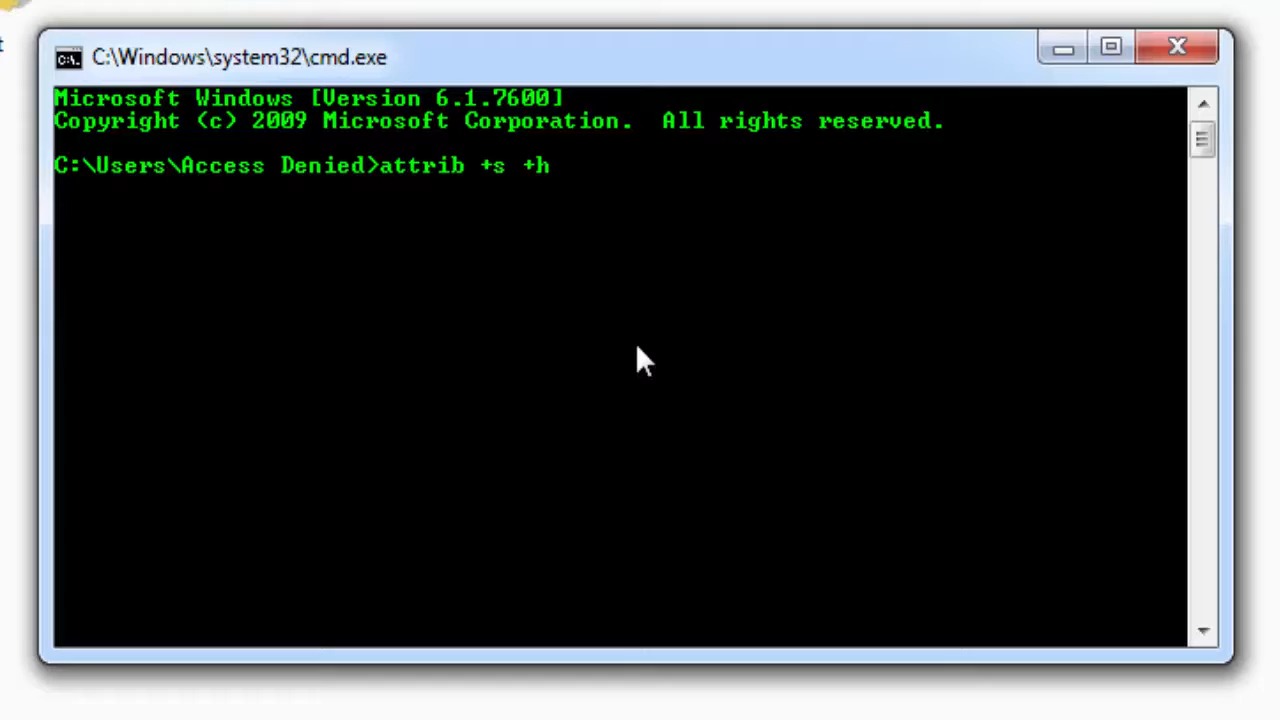 t
C:\Windows\system32\cmd.exe
C:\.
Microsoft Windows [Version 6.1.7600]
Copyright (c) 2009 Microsoft Corporation.  All rights reserved.
C:\Users\Access Denied>attrib +s +h